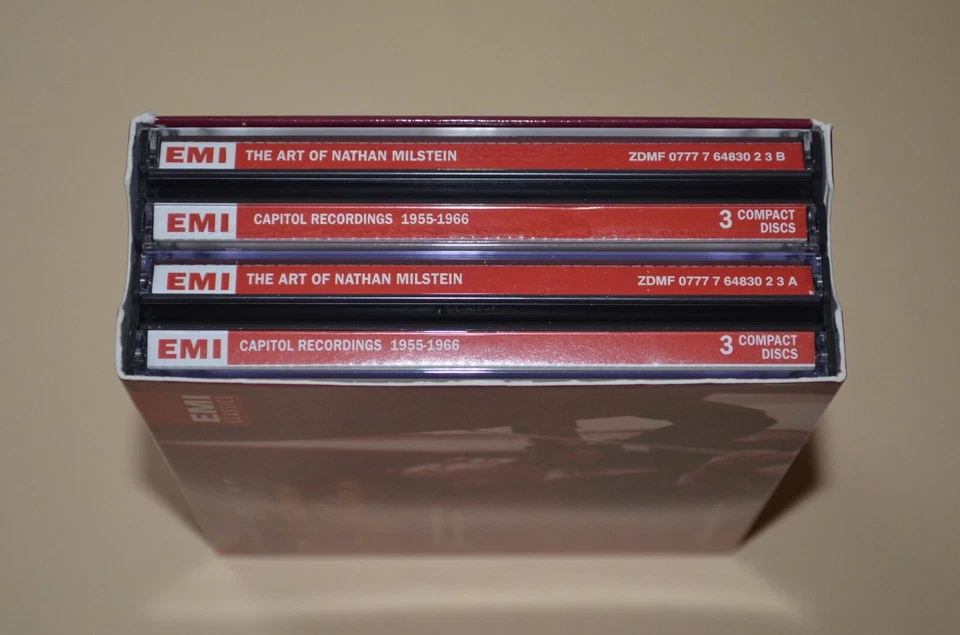 EMI THE ART OF NATHAN MILSTEIN ZDMF 0777 7 64830 2 3 B
EMI CAPITOL RECORDINGS 1955-1966 3 COMPACT DISCS
EMI THE ART OF NATHAN MILSTEIN ZDMF 0777 7 64830 2 3 A
EMI CAPITOL RECORDINGS 1955-1966 3 COMPACT DISCS
EMI
CLASSICS